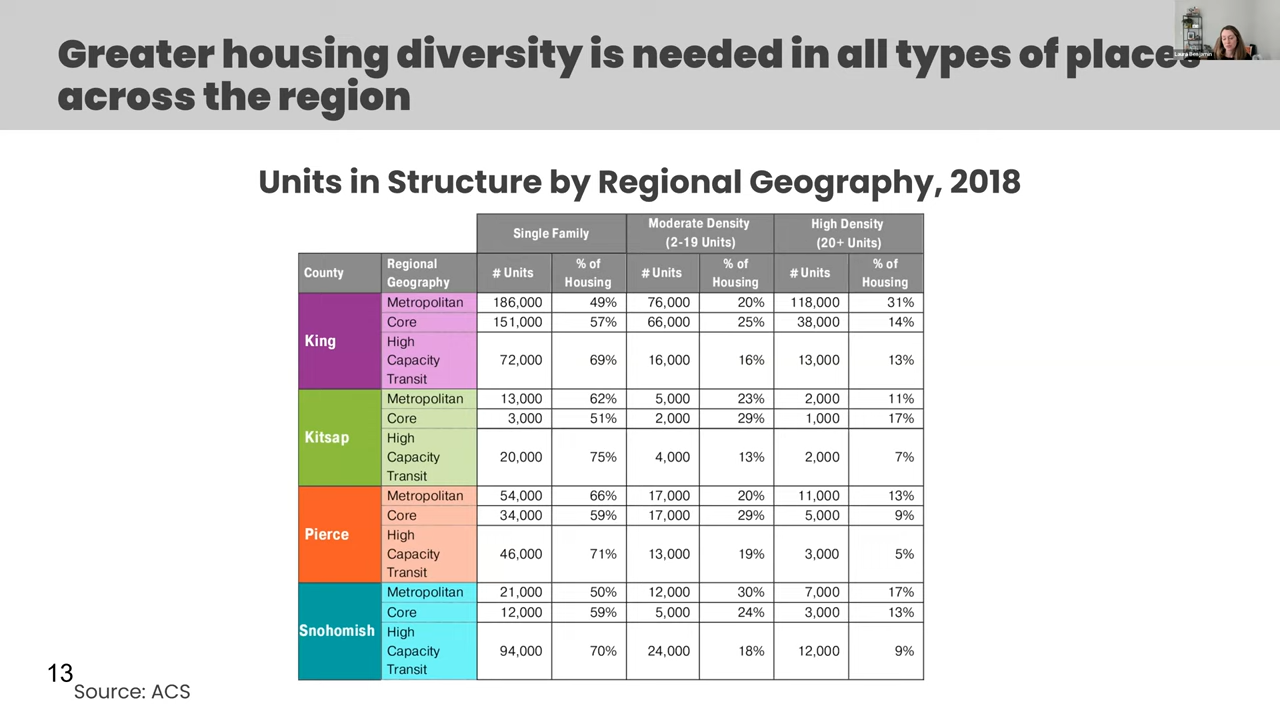 Greater housing diversity is needed in all types of places
across the region
Laura Benjamin
Units in Structure by Regional Geography, 2018
Single Family
Moderate Density
(2-19 Units)
High Density
(20+ Units)
County
Regional
Geography
# Units
% of
Housing
# Units
% of
Housing
# Units
% of
Housing
King
Metropolitan 186,000 49% 76,000 20% 118,000 31%
Core 151,000 57% 66,000 25% 38,000 14%
High
Capacity 72,000 69% 16,000 16% 13,000 13%
Transit
Kitsap
Metropolitan 13,000 62% 5,000 23% 2,000 11%
Core 3,000 51% 2,000 29% 1,000 17%
High
Capacity 20,000 75% 4,000 13% 2,000 7%
Transit
Pierce
Metropolitan 54,000 66% 17,000 20% 11,000 13%
Core 34,000 59% 17,000 29% 5,000 9%
High
Capacity 46,000 71% 13,000 19% 3,000 5%
Transit
Snohomish
Metropolitan 21,000 50% 12,000 30% 7,000 17%
Core 12,000 59% 5,000 24% 3,000 13%
High
Capacity 94,000 70% 24,000 18% 12,000 9%
Transit
13
Source: ACS